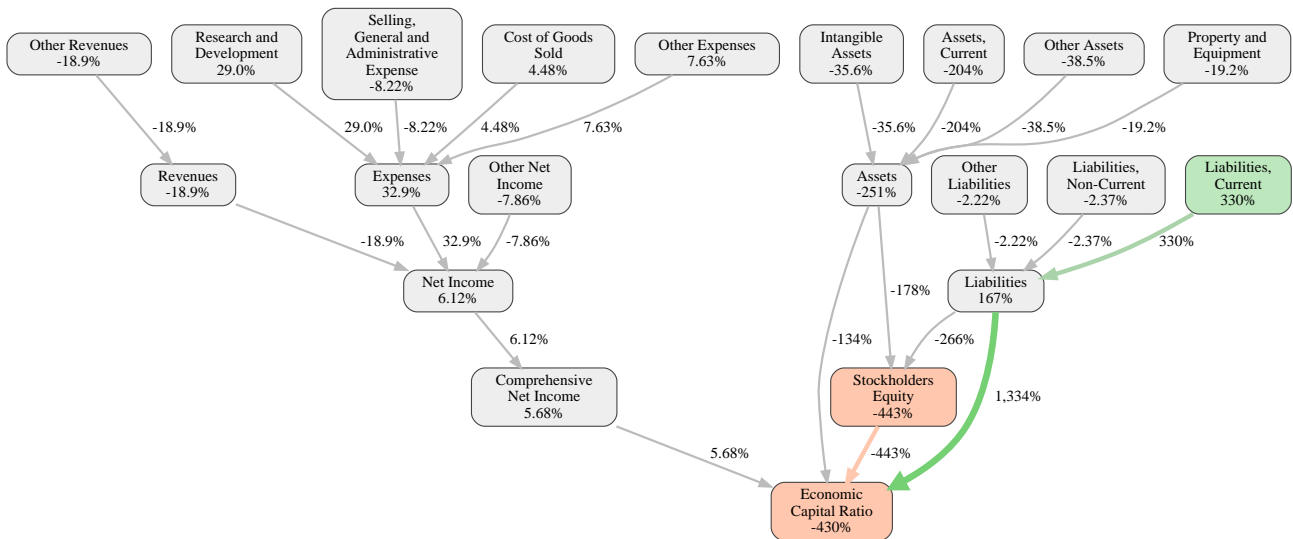 Other Revenues
-18.9%
Research and
Development
29.0%
Selling,
General and
Administrative
Expense
-8.22%
Cost of Goods
Sold
4.48%
Other Expenses
7.63%
Intangible
Assets
-35.6%
Assets,
Current
-204%
Other Assets
-38.5%
Property and
Equipment
-19.2%
-18.9%
29.0%
-8.22%
4.48%
7.63%
-35.6%
-204%
-38.5%
-19.2%
Revenues
-18.9%
Expenses
32.9%
Other Net
Income
-7.86%
Assets
-251%
Other
Liabilities
-2.22%
Liabilities,
Non-Current
-2.37%
Liabilities,
Current
330%
-18.9%
32.9%
-7.86%
-2.22%
-2.37%
330%
Net Income
6.12%
-178%
Liabilities
167%
6.12%
-134%
-266%
Comprehensive
Net Income
5.68%
Stockholders
Equity
-443%
1,334%
5.68%
-443%
Economic
Capital Ratio
-430%